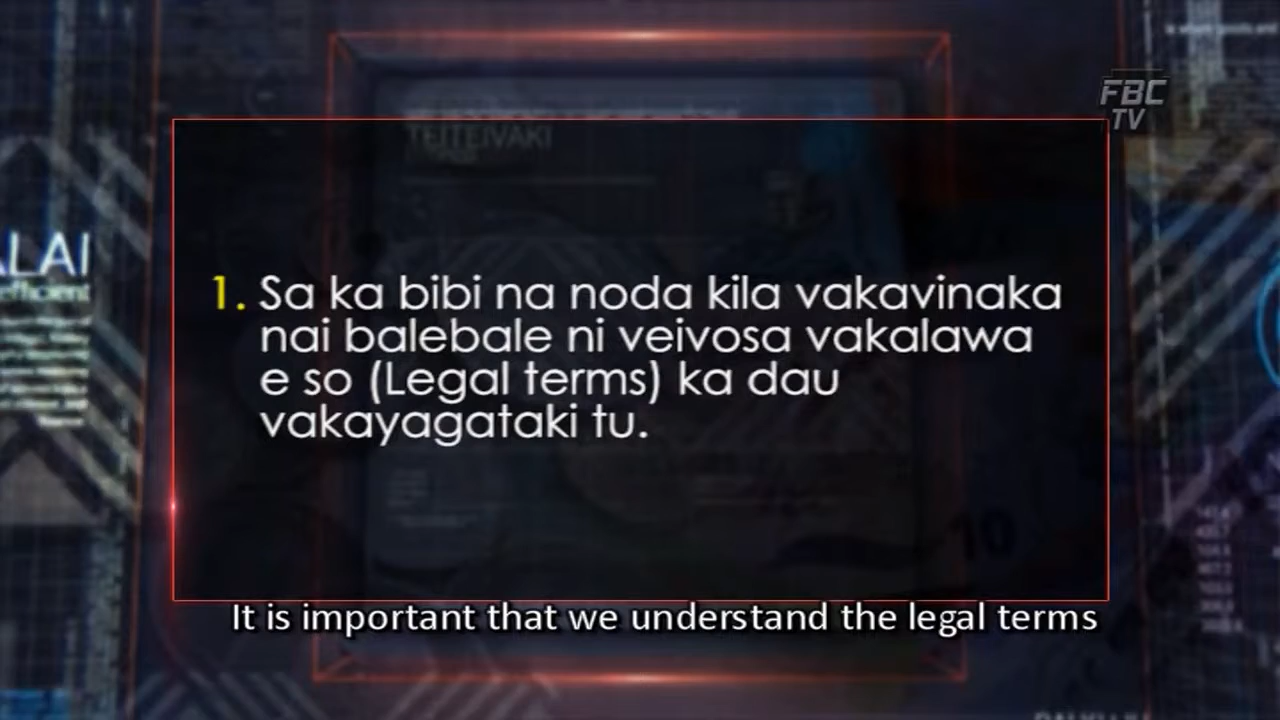 FBC
TV
TEITEIVAKI
ALAI
1. Sa ka bibi na noda kila vakavinaka
nai balebale ni veivosa vakalawa
e so (Legal terms) ka dau
vakayagataki tu.
10
It is important that we understand the legal terms